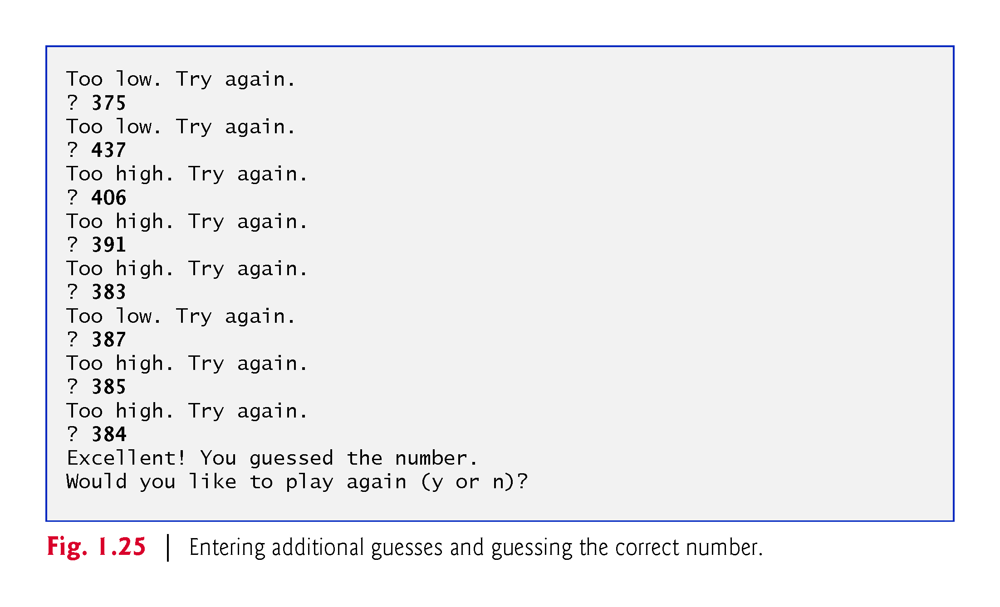 Too low. Try again.
? 375
Too low. Try again.
? 437
Too high. Try again.
? 406
Too high. Try again.
? 391
Too high. Try again.
? 383
Too low. Try again.
? 387
Too high. Try again.
? 385
Too high. Try again.
? 384
Excellent! You guessed the number.
Would you like to play again (y or n)?
Fig. 1.25 | Entering additional guesses and guessing the correct number.